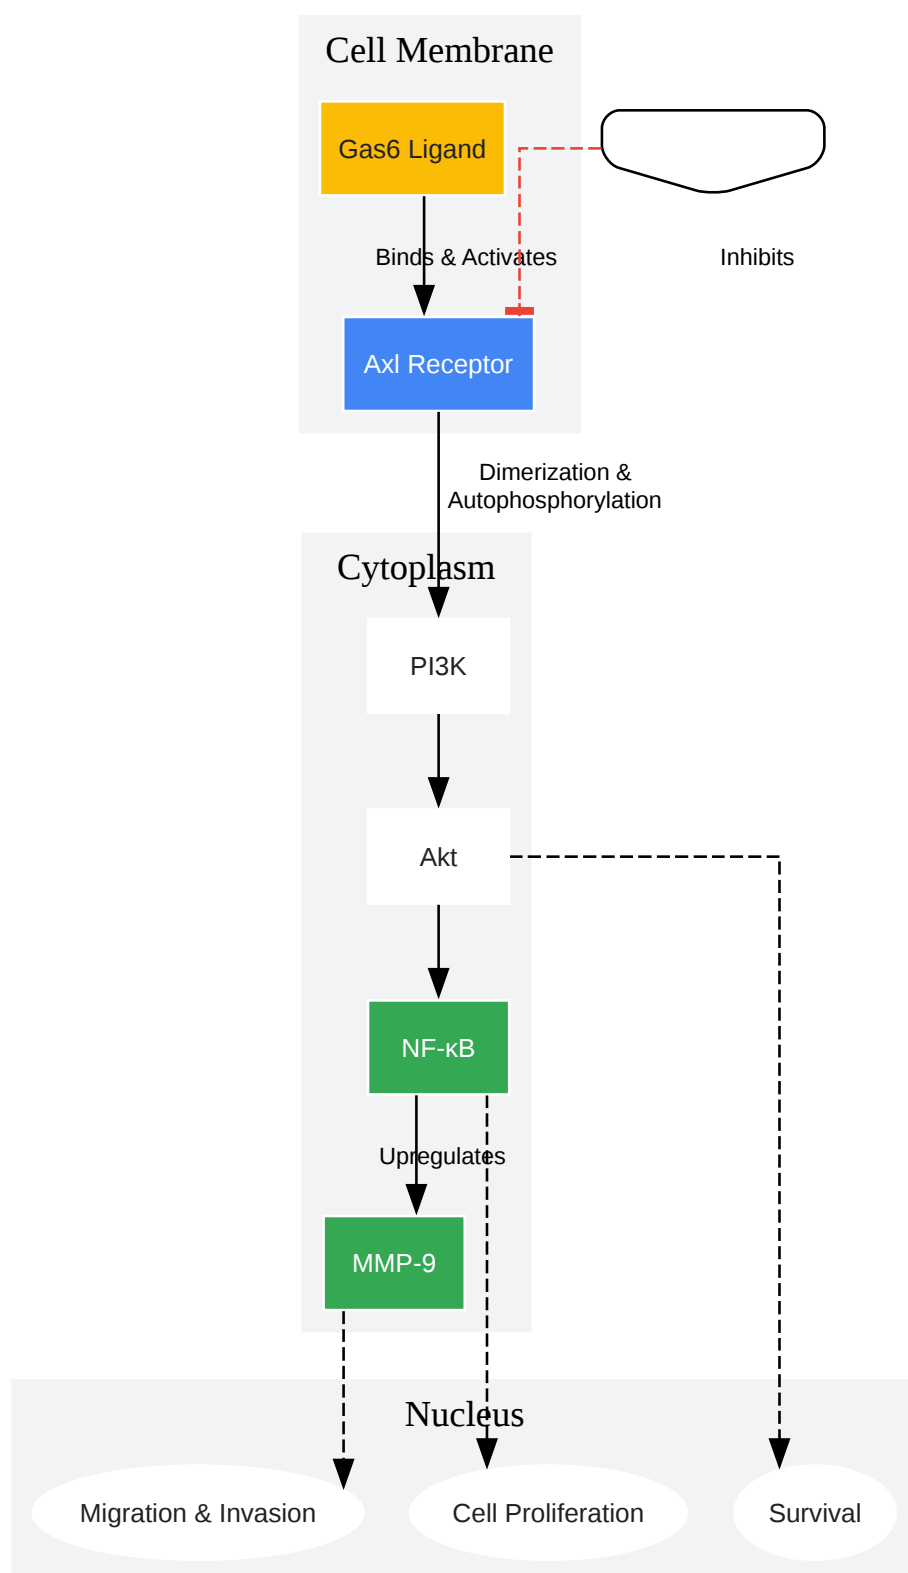 Cell Membrane
Gas6 Ligand
Binds & Activates
Inhibits
Axl Receptor
Dimerization &
Autophosphorylation
Cytoplasm
PI3K
Akt
NF-κB
Upregulates
MMP-9
Nucleus
Migration & Invasion
Cell Proliferation
Survival